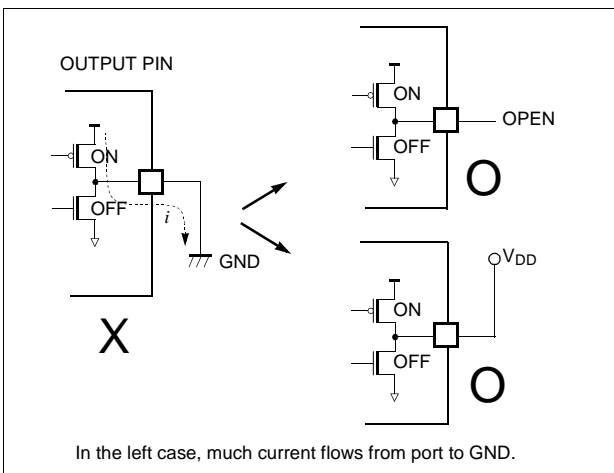 OUTPUT PIN
ON
OFF
i
GND
X
ON
OFF
OPEN
O
VDD
ON
OFF
O
In the left case, much current flows from port to GND.